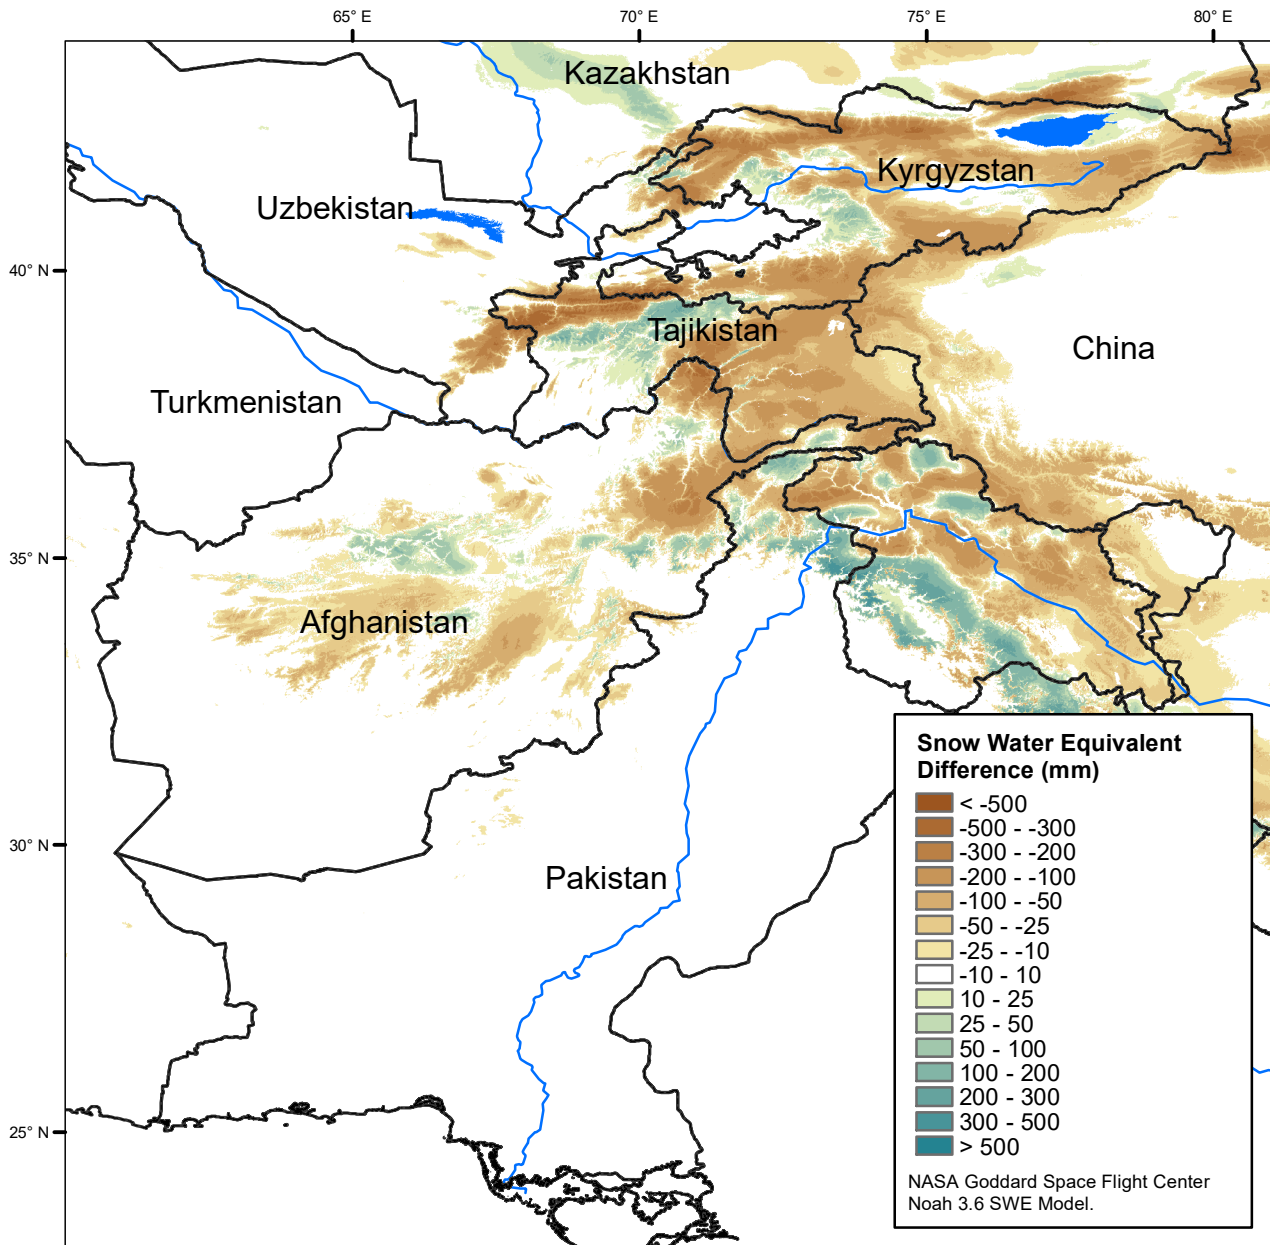 65° E
70° E
75° E
80° E
Kazakhstan
Kyrgyzstan
Uzbekistan
40° N
Tajikistan
China
Turkmenistan
35° N
Afghanistan
Snow Water Equivalent
Difference (mm)
< -500
-500 - -300
-300 - -200
-200 - -100
-100 - -50
-50 - -25
-25 - -10
-10 - 10
10 - 25
25 - 50
50 - 100
100 - 200
200 - 300
300 - 500
> 500
30° N
Pakistan
25° N
NASA Goddard Space Flight Center
Noah 3.6 SWE Model.